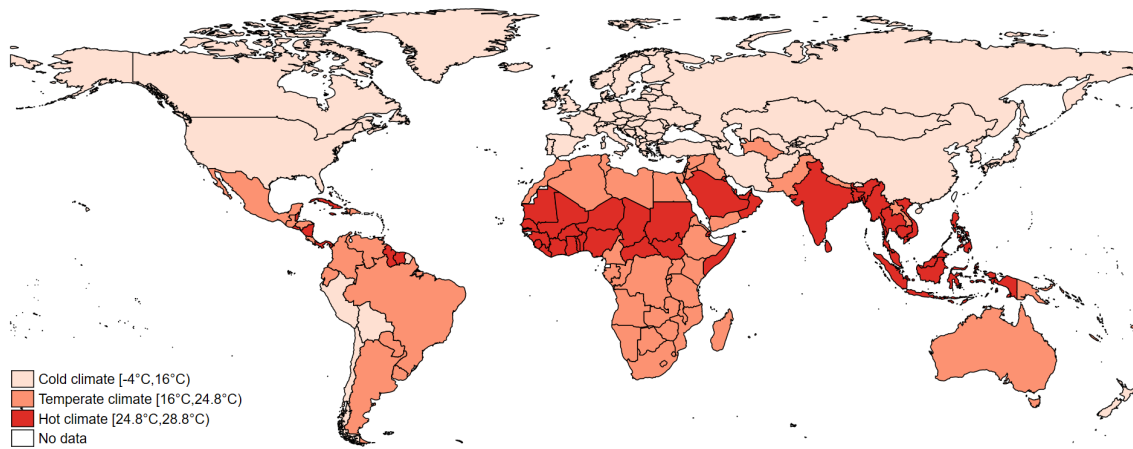 Cold climate [-4°C,16°C)
Temperate climate [16°C,24.8°C)
Hot climate [24.8°C,28.8°C)
No data